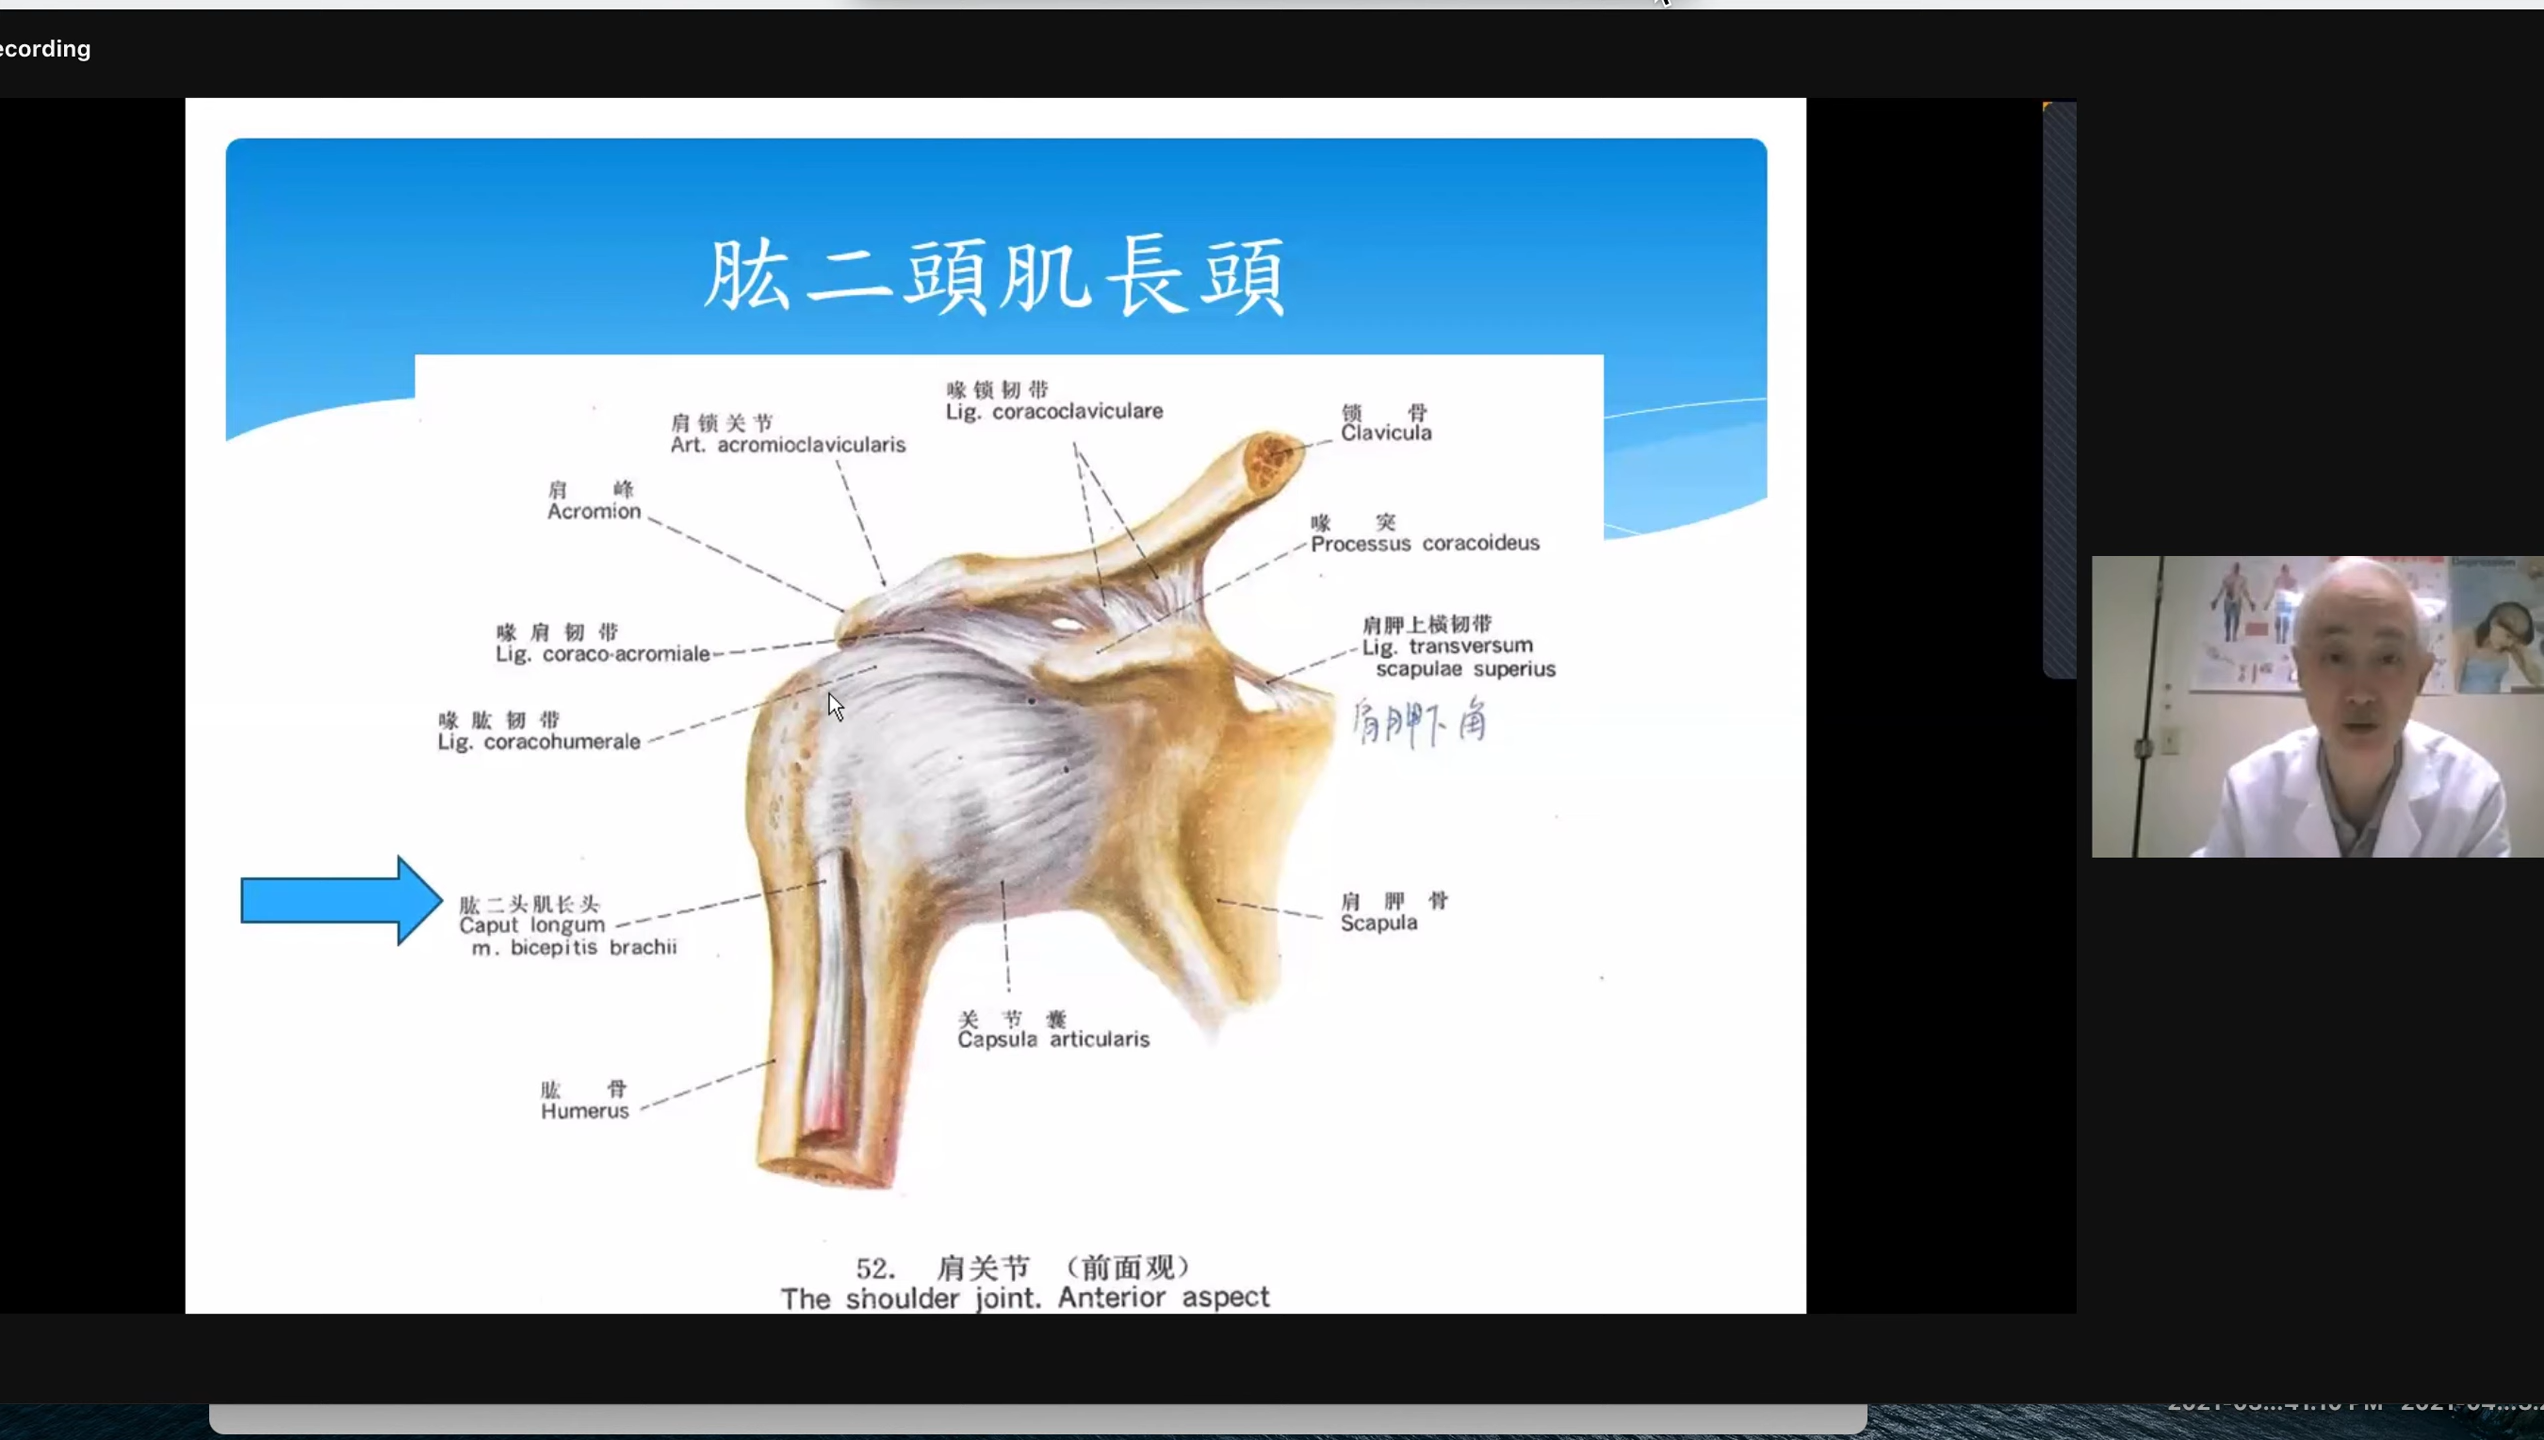 ecording
肱二頭肌長頭
喙锁韧带
Lig. coracoclaviculare
肩锁关节
Art. acromioclavicularis
锁骨
Clavicula
肩峰
Acromion
喙突
Processus coracoideus
喙肩韧带
Lig. coraco-acromiale
肩胛上横韧带
Lig. transversum
scapulae superius
喙肱韧带
Lig. coracohumerale
肩胛下角
肱二头肌长头
Caput longum
m. bicepitis brachii
肩胛骨
Scapula
关节囊
Capsula articularis
肱骨
Humerus
52. 肩关节 （前面观）
The shoulder joint. Anterior aspect
Depression